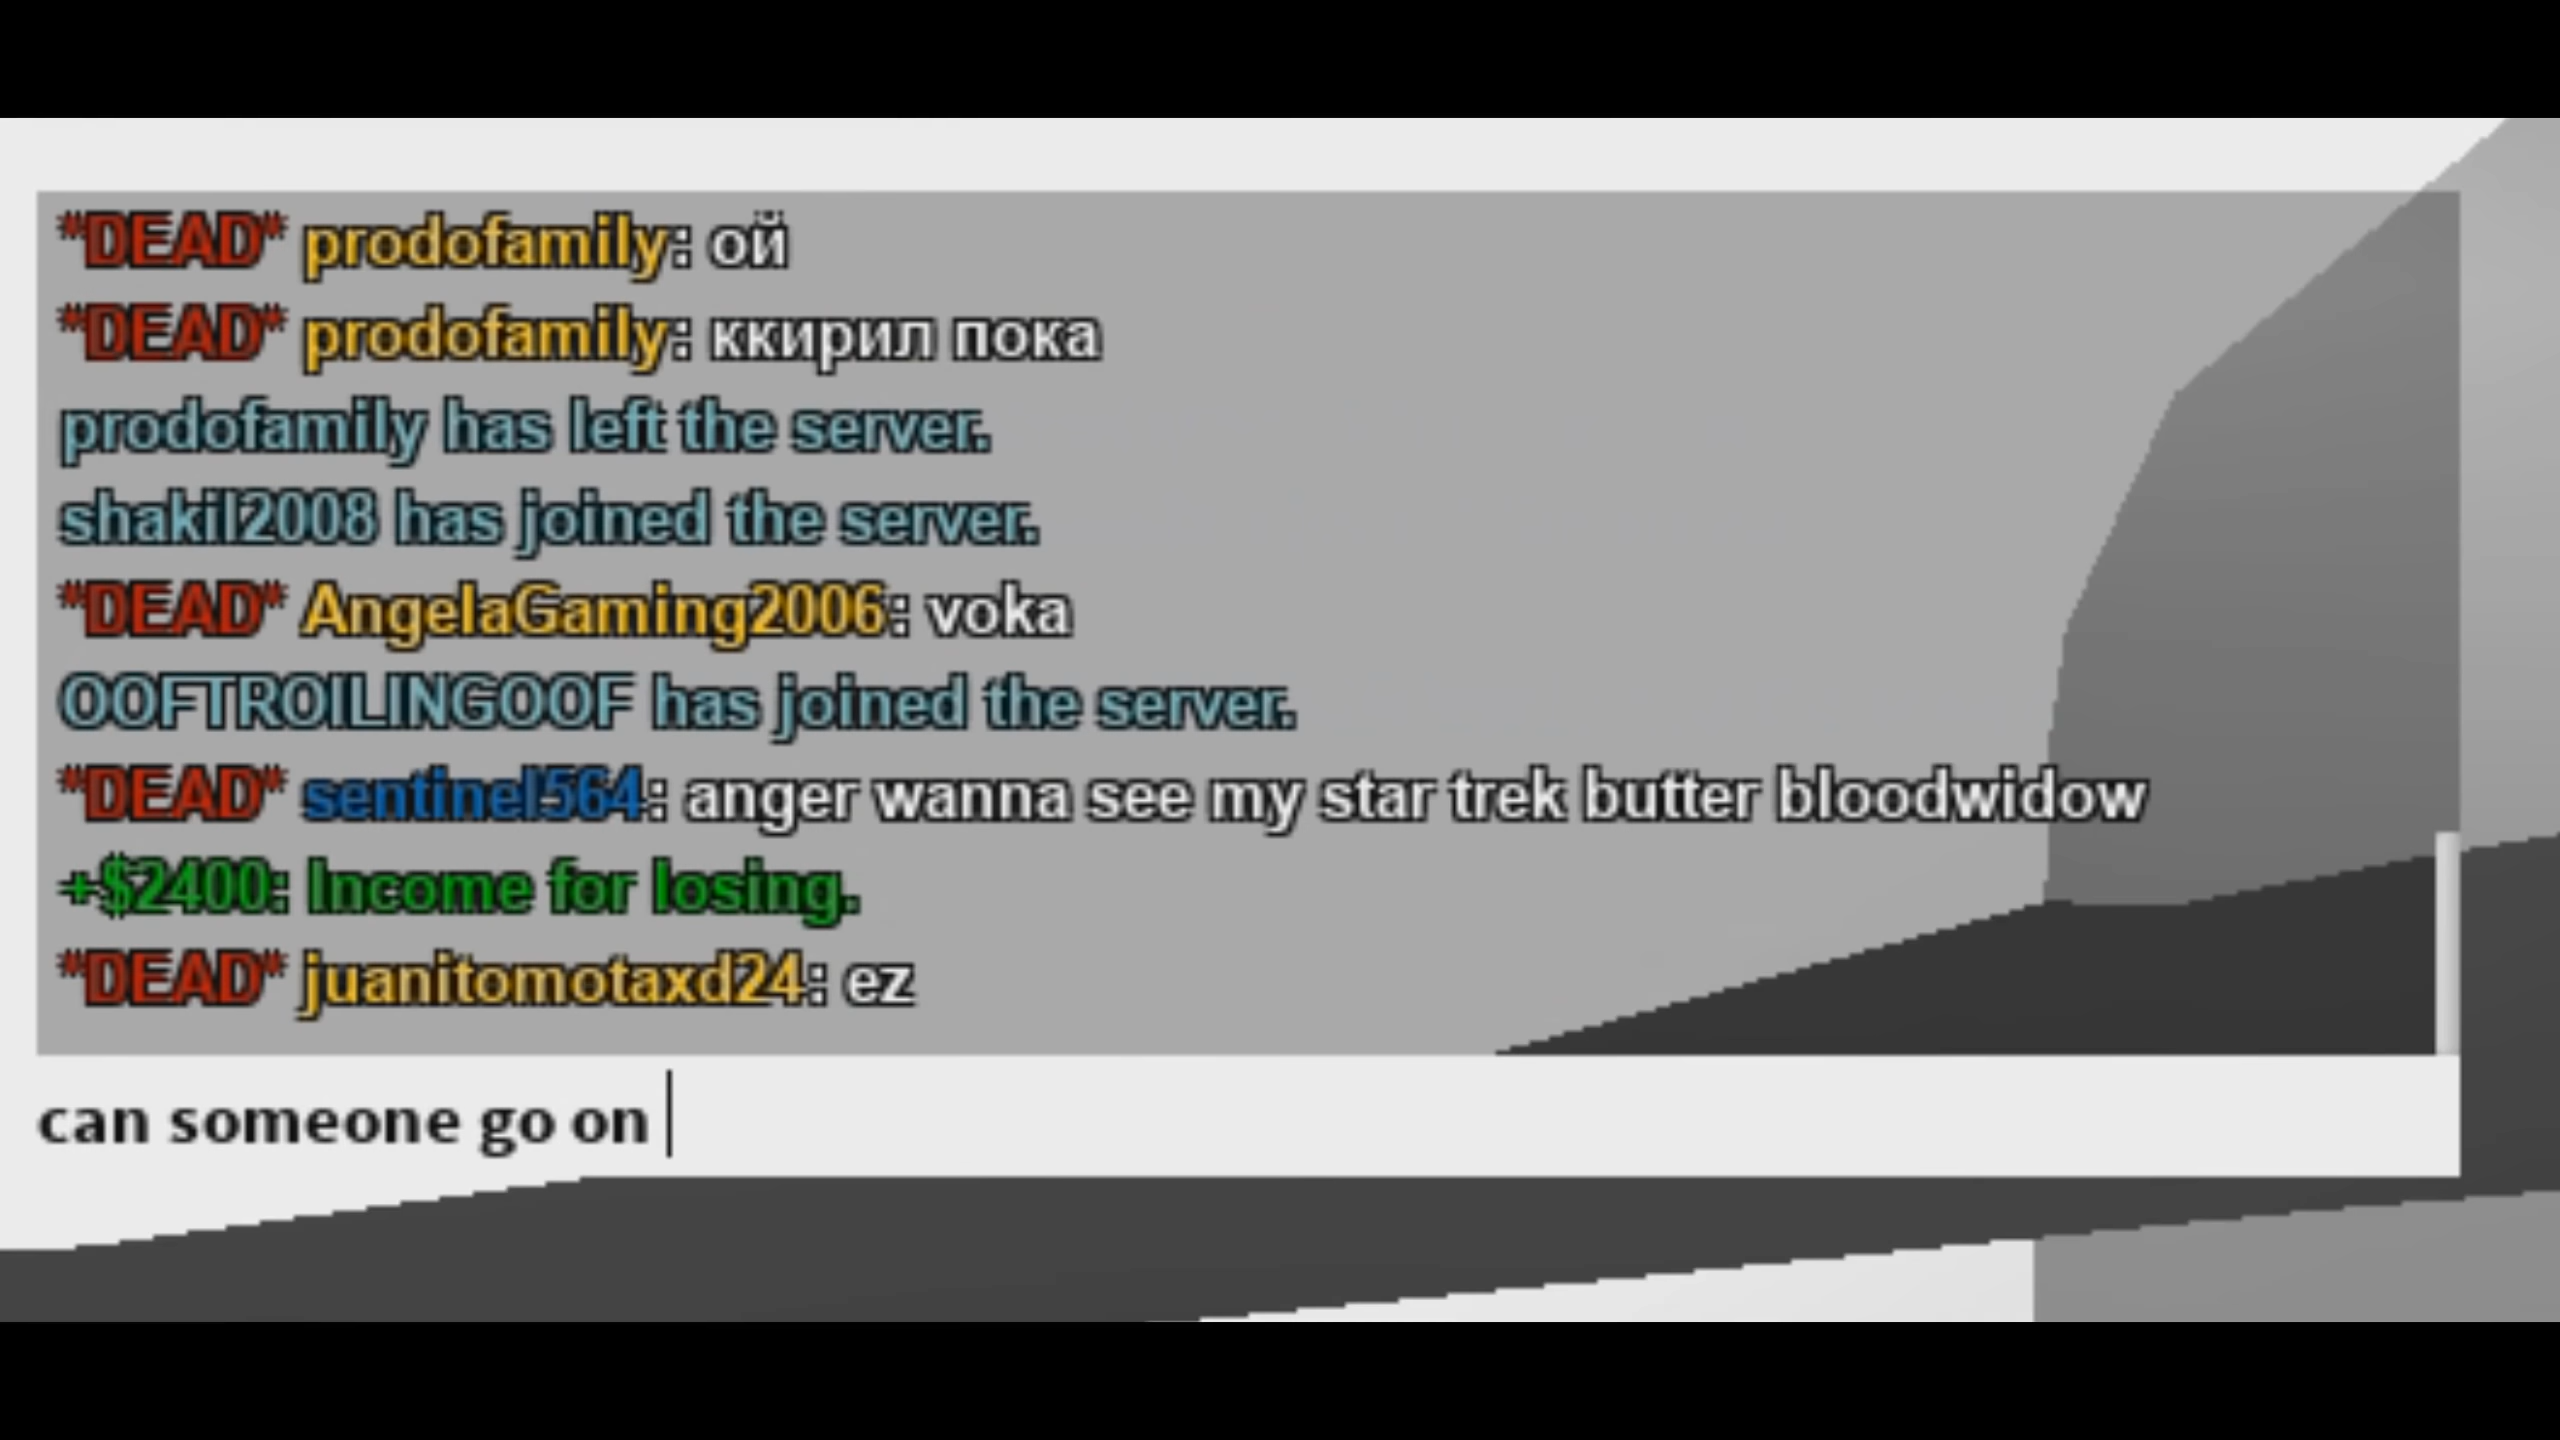 *DEAD* prodofamily: ой
*DEAD* prodofamily: ккирил пока
prodofamily has left the server.
shakil2008 has joined the server.
*DEAD* AngelaGaming2006: voka
OOFTROILINGOOF has joined the server.
*DEAD* sentinel564: anger wanna see my star trek butter bloodwidow
+$2400: Income for losing.
*DEAD* juanitomotaxd24: ez
can someone go on